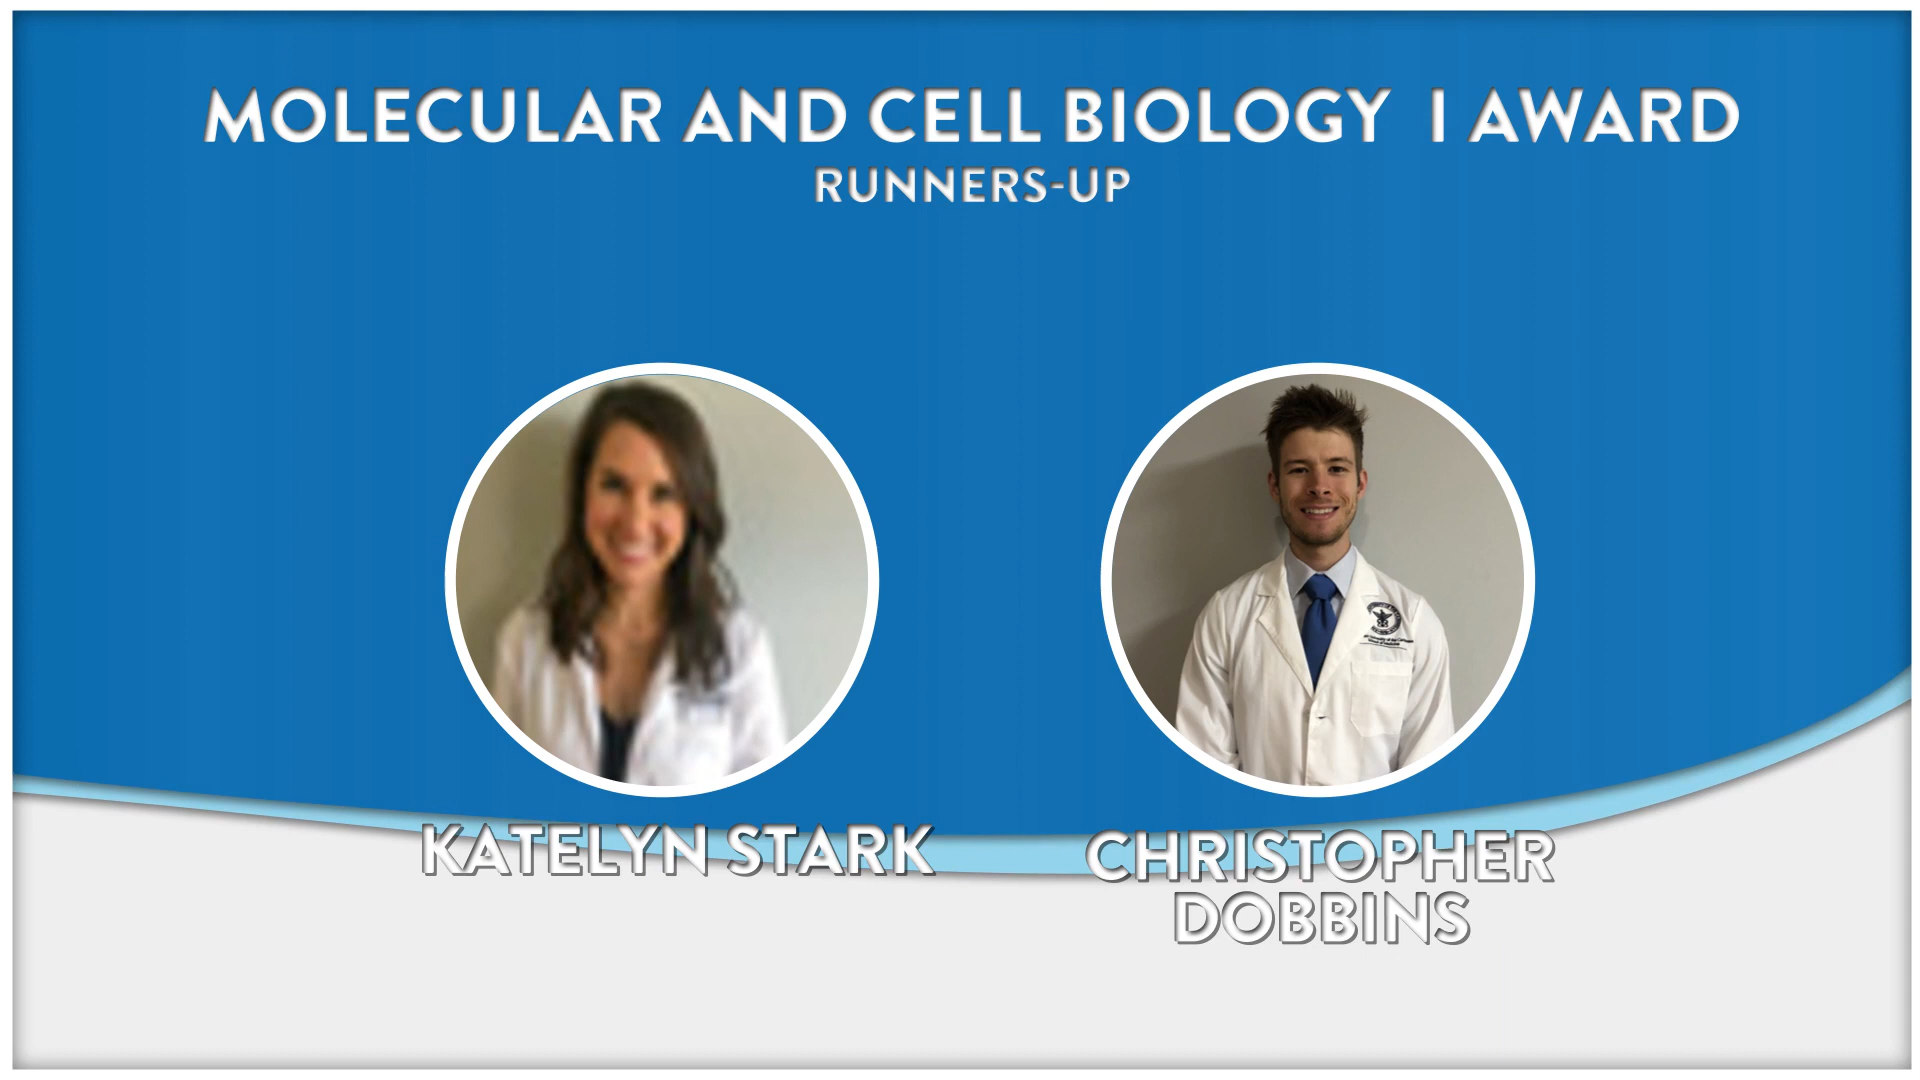 MOLECULAR AND CELL BIOLOGY I AWARD
RUNNERS-UP
KATELYN STARK
CHRISTOPHER
DOBBINS